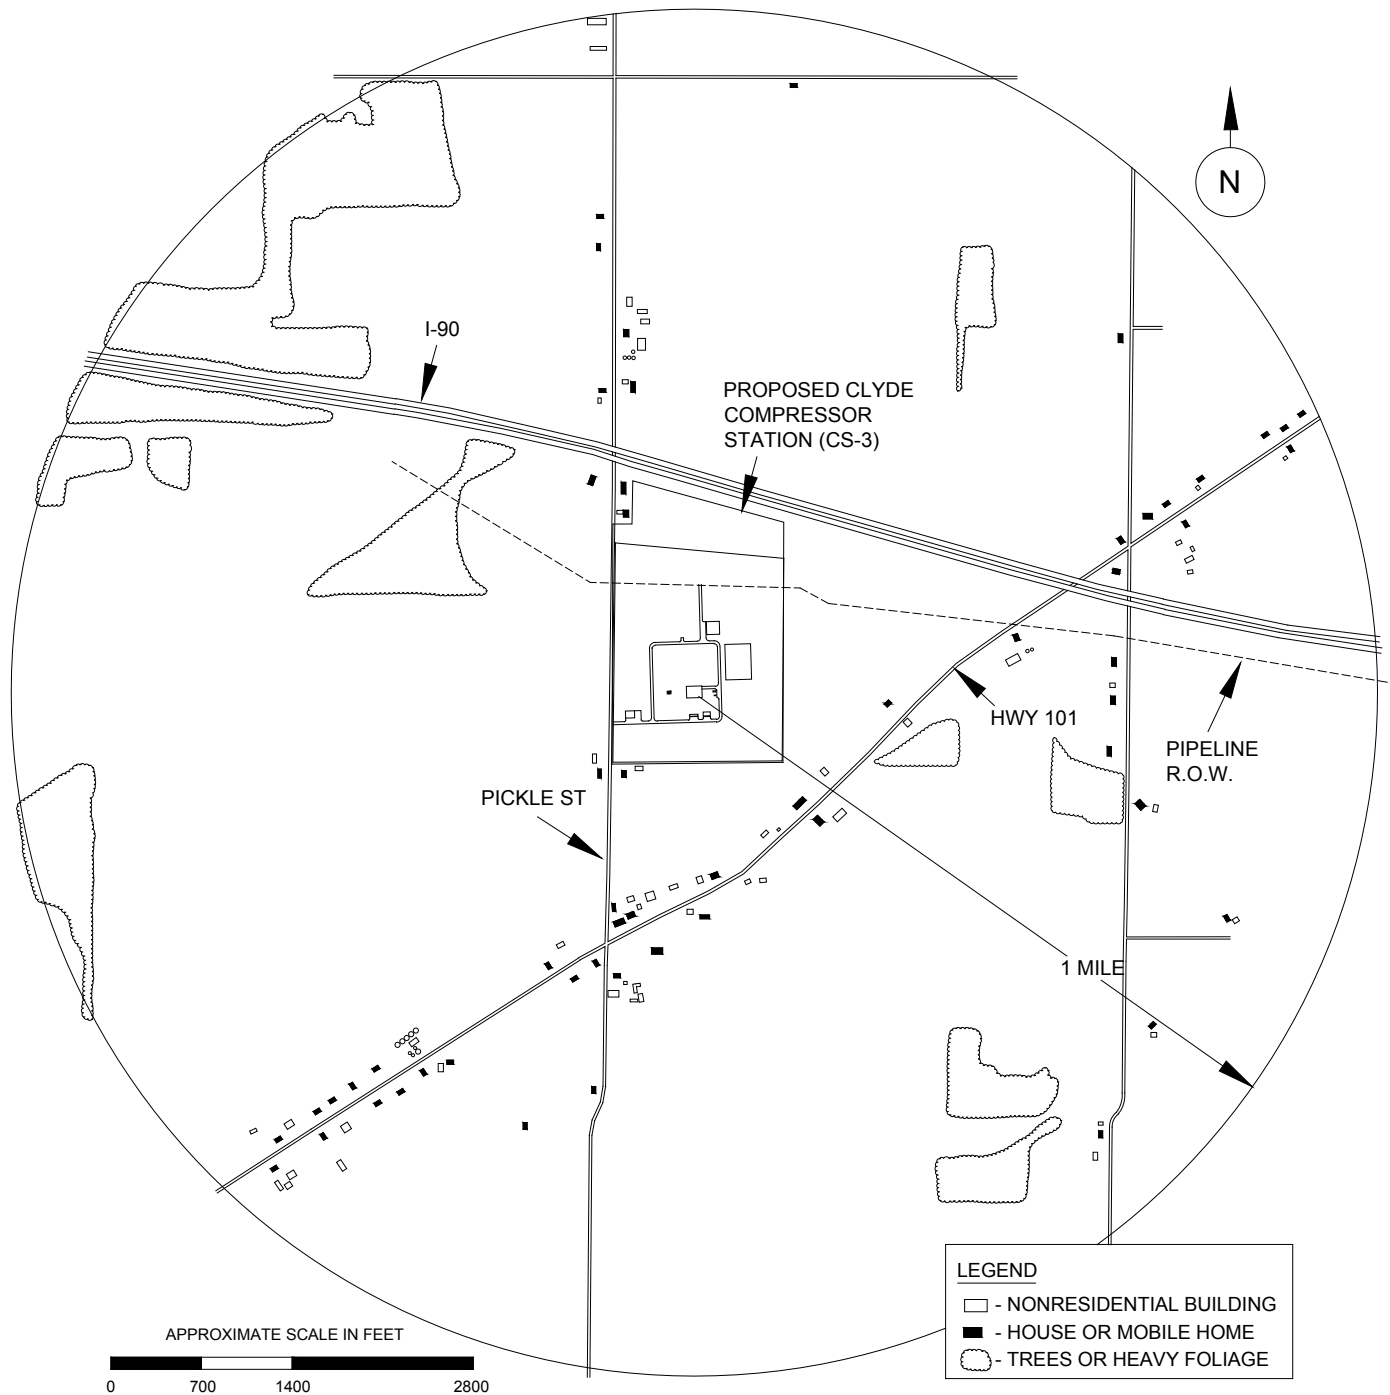 N
I-90
PROPOSED CLYDE
COMPRESSOR
STATION (CS-3)
HWY 101
PIPELINE
R.O.W.
PICKLE ST
1 MILE
LEGEND
- NONRESIDENTIAL BUILDING
- HOUSE OR MOBILE HOME
- TREES OR HEAVY FOLIAGE
APPROXIMATE SCALE IN FEET
0 700 1400 2800